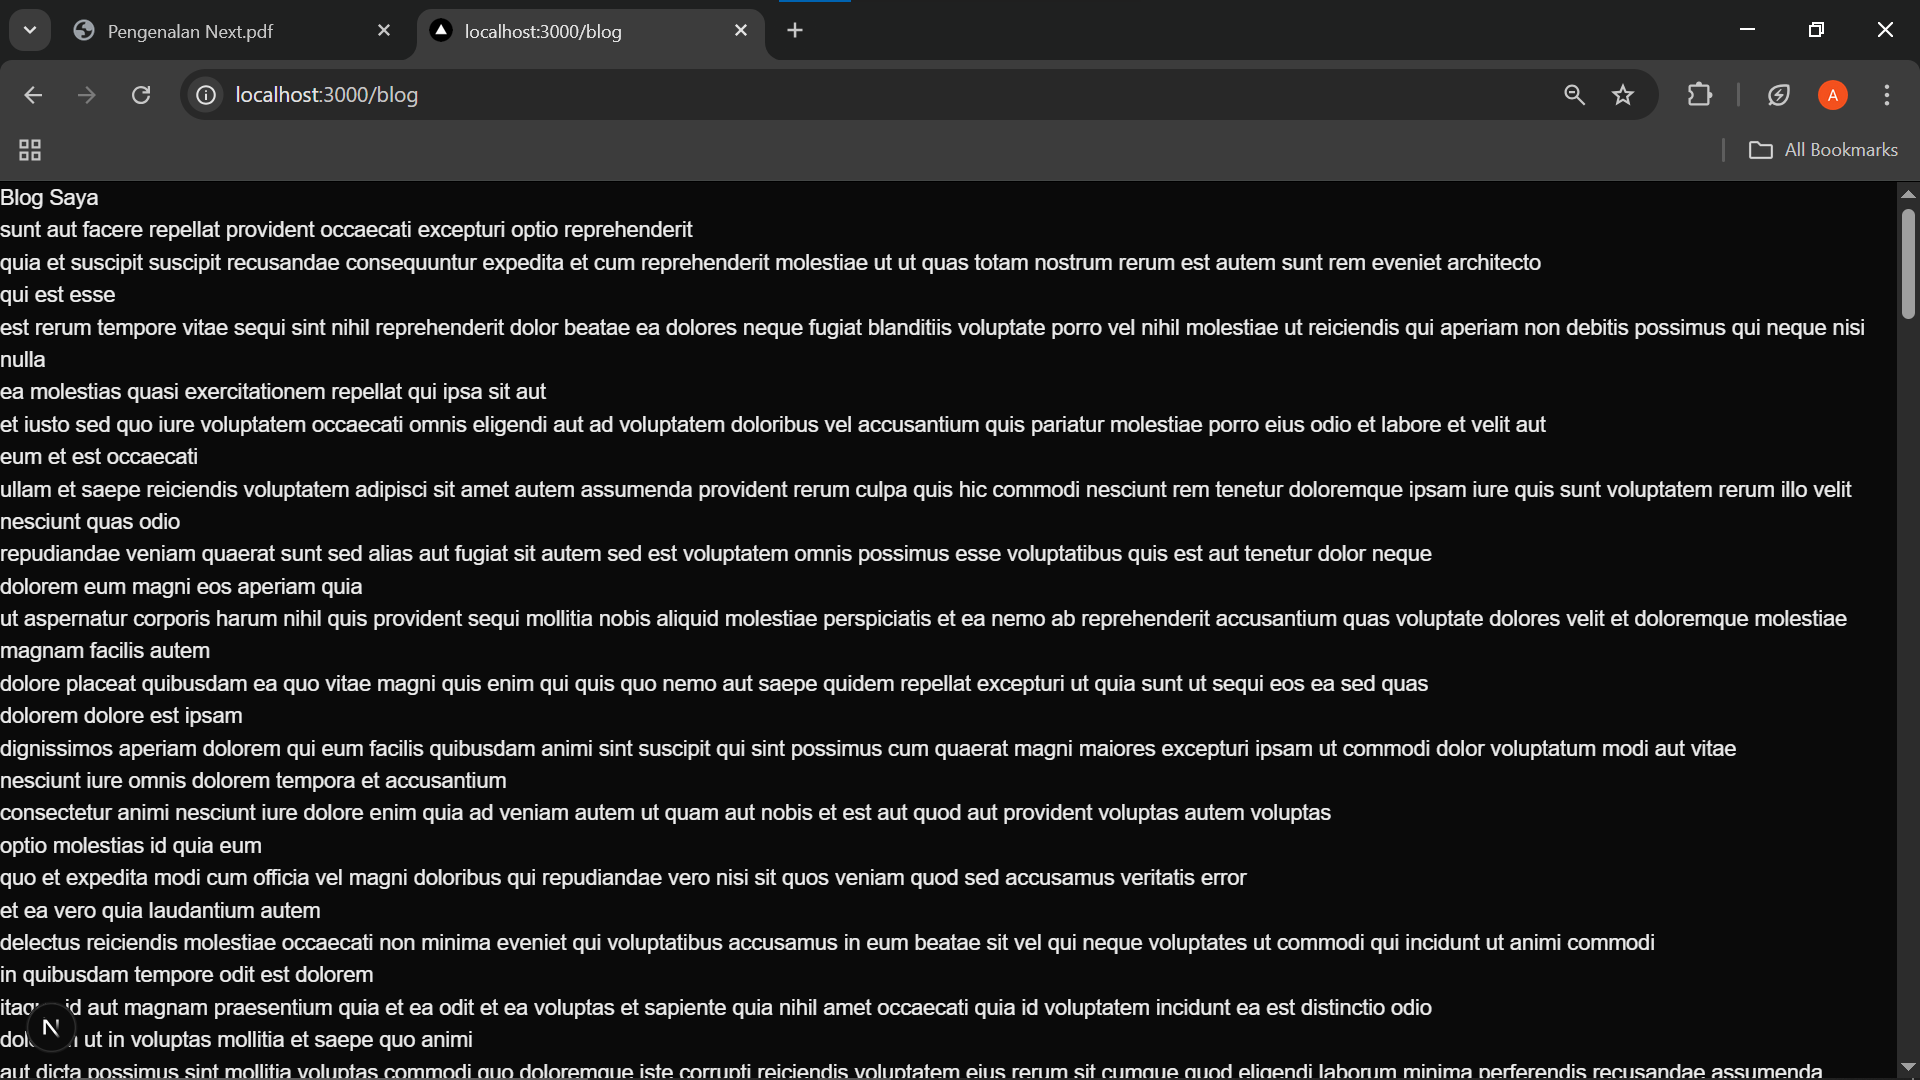 Pengenalan Next.pdf
localhost:3000/blog
localhost:3000/blog
A
All Bookmarks
Blog Saya
sunt aut facere repellat provident occaecati excepturi optio reprehenderit
quia et suscipit suscipit recusandae consequuntur expedita et cum reprehenderit molestiae ut ut quas totam nostrum rerum est autem sunt rem eveniet architecto
qui est esse
est rerum tempore vitae sequi sint nihil reprehenderit dolor beatae ea dolores neque fugiat blanditiis voluptate porro vel nihil molestiae ut reiciendis qui aperiam non debitis possimus qui neque nisi
nulla
ea molestias quasi exercitationem repellat qui ipsa sit aut
et iusto sed quo iure voluptatem occaecati omnis eligendi aut ad voluptatem doloribus vel accusantium quis pariatur molestiae porro eius odio et labore et velit aut
eum et est occaecati
ullam et saepe reiciendis voluptatem adipisci sit amet autem assumenda provident rerum culpa quis hic commodi nesciunt rem tenetur doloremque ipsam iure quis sunt voluptatem rerum illo velit
nesciunt quas odio
repudiandae veniam quaerat sunt sed alias aut fugiat sit autem sed est voluptatem omnis possimus esse voluptatibus quis est aut tenetur dolor neque
dolorem eum magni eos aperiam quia
ut aspernatur corporis harum nihil quis provident sequi mollitia nobis aliquid molestiae perspiciatis et ea nemo ab reprehenderit accusantium quas voluptate dolores velit et doloremque molestiae
magnam facilis autem
dolore placeat quibusdam ea quo vitae magni quis enim qui quis quo nemo aut saepe quidem repellat excepturi ut quia sunt ut sequi eos ea sed quas
dolorem dolore est ipsam
dignissimos aperiam dolorem qui eum facilis quibusdam animi sint suscipit qui sint possimus cum quaerat magni maiores excepturi ipsam ut commodi dolor voluptatum modi aut vitae
nesciunt iure omnis dolorem tempora et accusantium
consectetur animi nesciunt iure dolore enim quia ad veniam autem ut quam aut nobis et est aut quod aut provident voluptas autem voluptas
optio molestias id quia eum
quo et expedita modi cum officia vel magni doloribus qui repudiandae vero nisi sit quos veniam quod sed accusamus veritatis error
et ea vero quia laudantium autem
delectus reiciendis molestiae occaecati non minima eveniet qui voluptatibus accusamus in eum beatae sit vel qui neque voluptates ut commodi qui incidunt ut animi commodi
in quibusdam tempore odit est dolorem
aut magnam praesentium quia et ea odit et ea voluptas et sapiente quia nihil amet occaecati quia id voluptatem incidunt ea est distinctio odio
N
ut in voluptas mollitia et saepe quo animi
aut dicta possimus sint mollitia voluptas commodi quo doloremque iste corrupti reiciendis voluptatem eius rerum sit cumque quod eligendi laborum minima perferendis recusandae assumenda